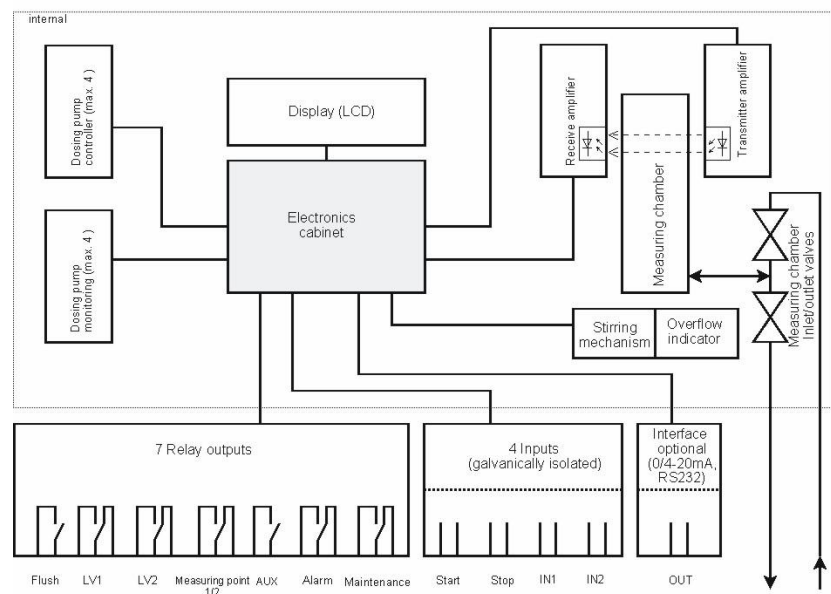 internal
Dosing pump
controller (max. 4 )
Display (LCD)
Receive amplifier
Transmitter amplifier
Measuring chamber
Electronics
cabinet
Dosing pump
monitoring (max. 4 )
Measuring chamber
Inlet/outlet valves
Stirring
mechanism
Overflow
indicator
7 Relay outputs
4 Inputs
(galvanically isolated)
Interface
optional
(0/4-20mA,
RS232)
Flush
LV1
LV2
Measuring point
1/2
AUX
Alarm
Maintenance
Start
Stop
IN1
IN2
OUT